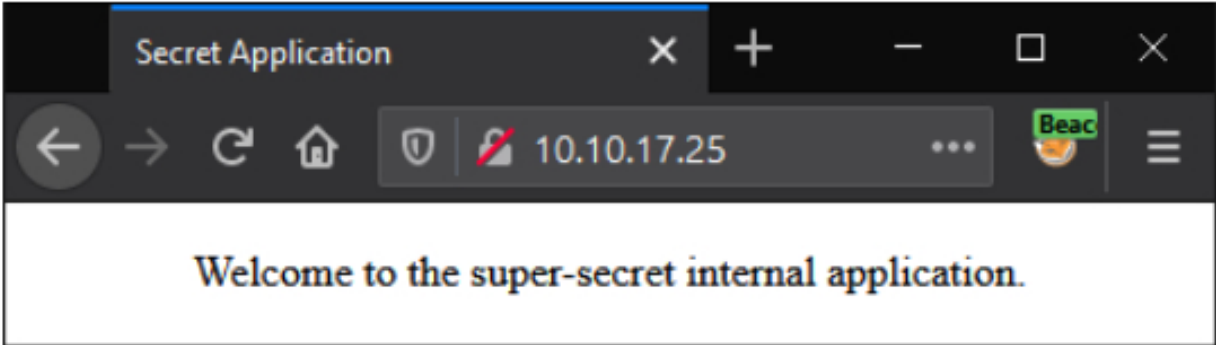 Secret Application
10.10.17.25
Beac
Welcome to the super-secret internal application.